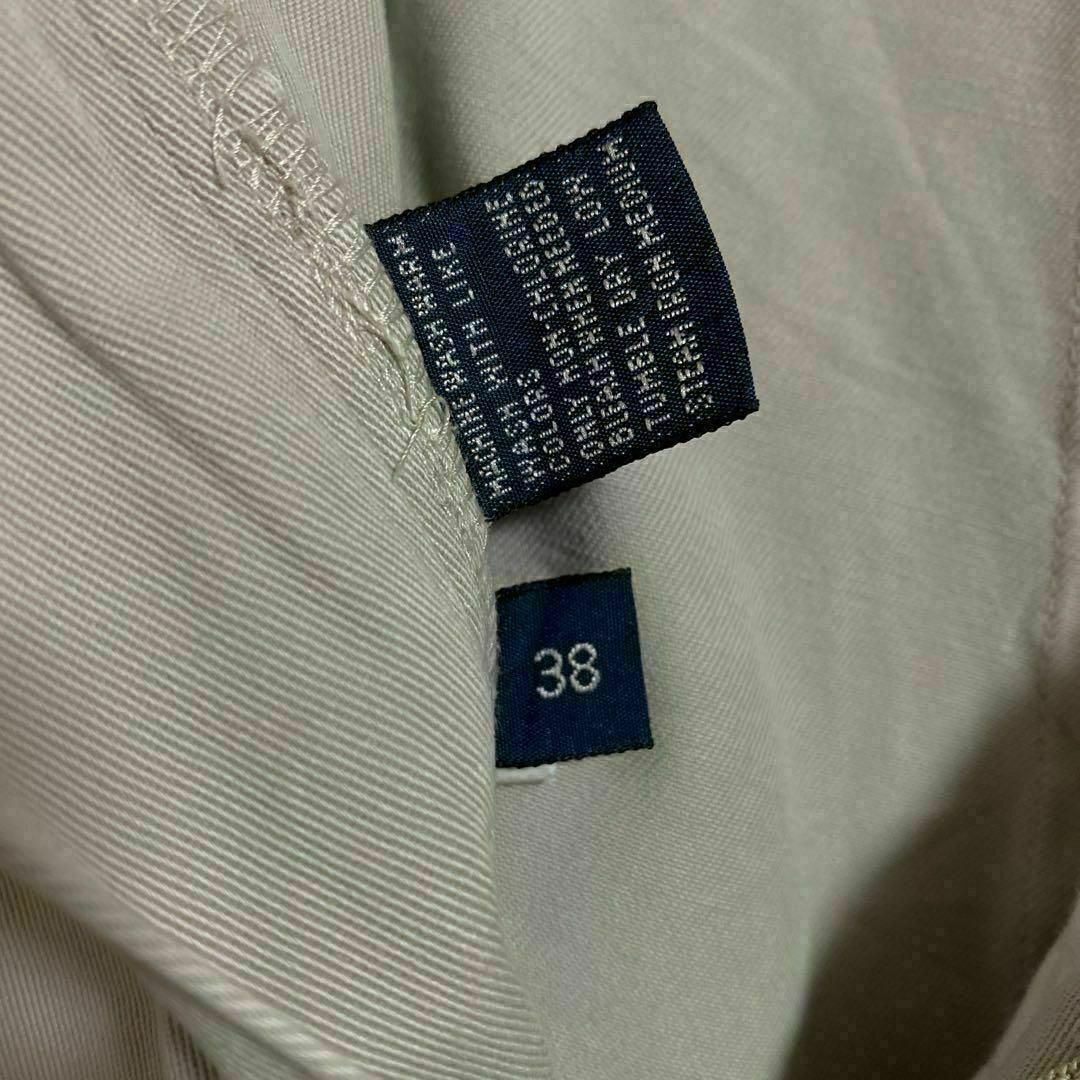 MACHINE WASH WARM
WASH WITH LIKE
COLORS
ONLY NON-CHLORINE
BLEACH WHEN NEEDED
TUMBLE DRY LOW
STEAM IRON MEDIUM
38